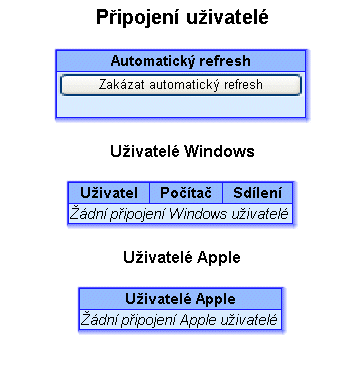 Připojení uživatelé
Automatický refresh
Zakázat automatický refresh
Uživatelé Windows
Uživatel Počítač Sdílení
Žádní připojení Windows uživatelé
Uživatelé Apple
Uživatelé Apple
Žádní připojení Apple uživatelé